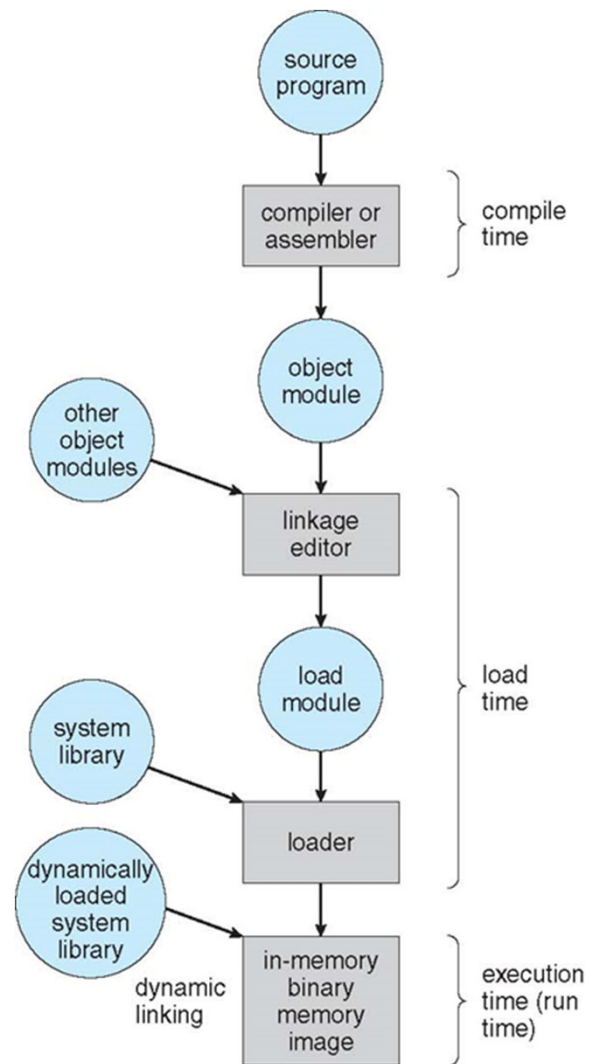 source
program
compiler or
assembler
compile
time
object
module
other
object
modules
linkage
editor
load
module
load
time
system
library
loader
dynamically
loaded
system
library
dynamic
linking
in-memory
binary
memory
image
execution
time (run
time)